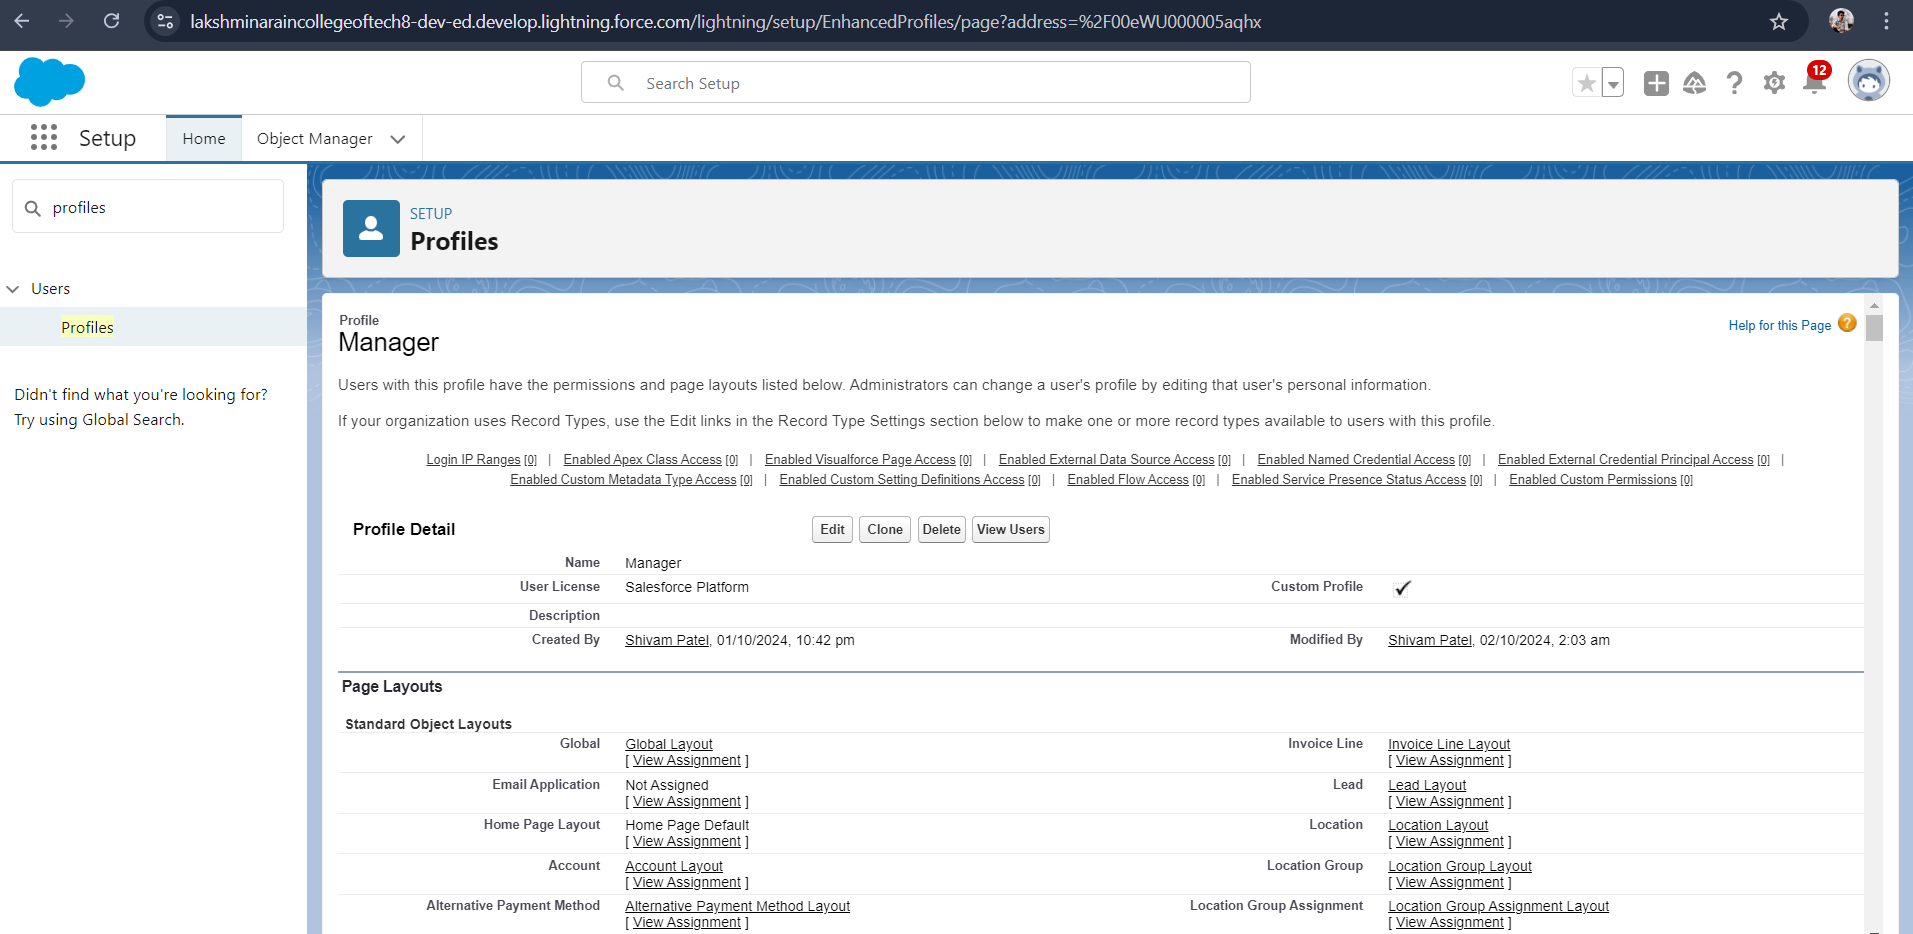 lakshminaraincollegeoftech8-dev-ed.develop.lightning.force.com/lightning/setup/EnhancedProfiles/page?address=%2F00eWU000005aqhx
Search Setup
12
Setup
Home
Object Manager
profiles
Users
Profiles
Didn't find what you're looking for?
Try using Global Search.
SETUP
Profiles
Profile
Manager
Help for this Page ?
Users with this profile have the permissions and page layouts listed below. Administrators can change a user's profile by editing that user's personal information.
If your organization uses Record Types, use the Edit links in the Record Type Settings section below to make one or more record types available to users with this profile.
Login IP Ranges [0] | Enabled Apex Class Access [0] | Enabled Visualforce Page Access [0] | Enabled External Data Source Access [0] | Enabled Named Credential Access [0] | Enabled External Credential Principal Access [0] |
Enabled Custom Metadata Type Access [0] | Enabled Custom Setting Definitions Access [0] | Enabled Flow Access [0] | Enabled Service Presence Status Access [0] | Enabled Custom Permissions [0]
Profile Detail Edit Clone Delete View Users
Name Manager
User License Salesforce Platform Custom Profile ✓
Description
Created By Shivam Patel, 01/10/2024, 10:42 pm Modified By Shivam Patel, 02/10/2024, 2:03 am
Page Layouts
Standard Object Layouts
Global Global Layout Invoice Line Invoice Line Layout
[ View Assignment ] [ View Assignment ]
Email Application Not Assigned Lead Lead Layout
[ View Assignment ] [ View Assignment ]
Home Page Layout Home Page Default Location Location Layout
[ View Assignment ] [ View Assignment ]
Account Account Layout Location Group Location Group Layout
[ View Assignment ] [ View Assignment ]
Alternative Payment Method Alternative Payment Method Layout Location Group Assignment Location Group Assignment Layout
[ View Assignment ] [ View Assignment ]